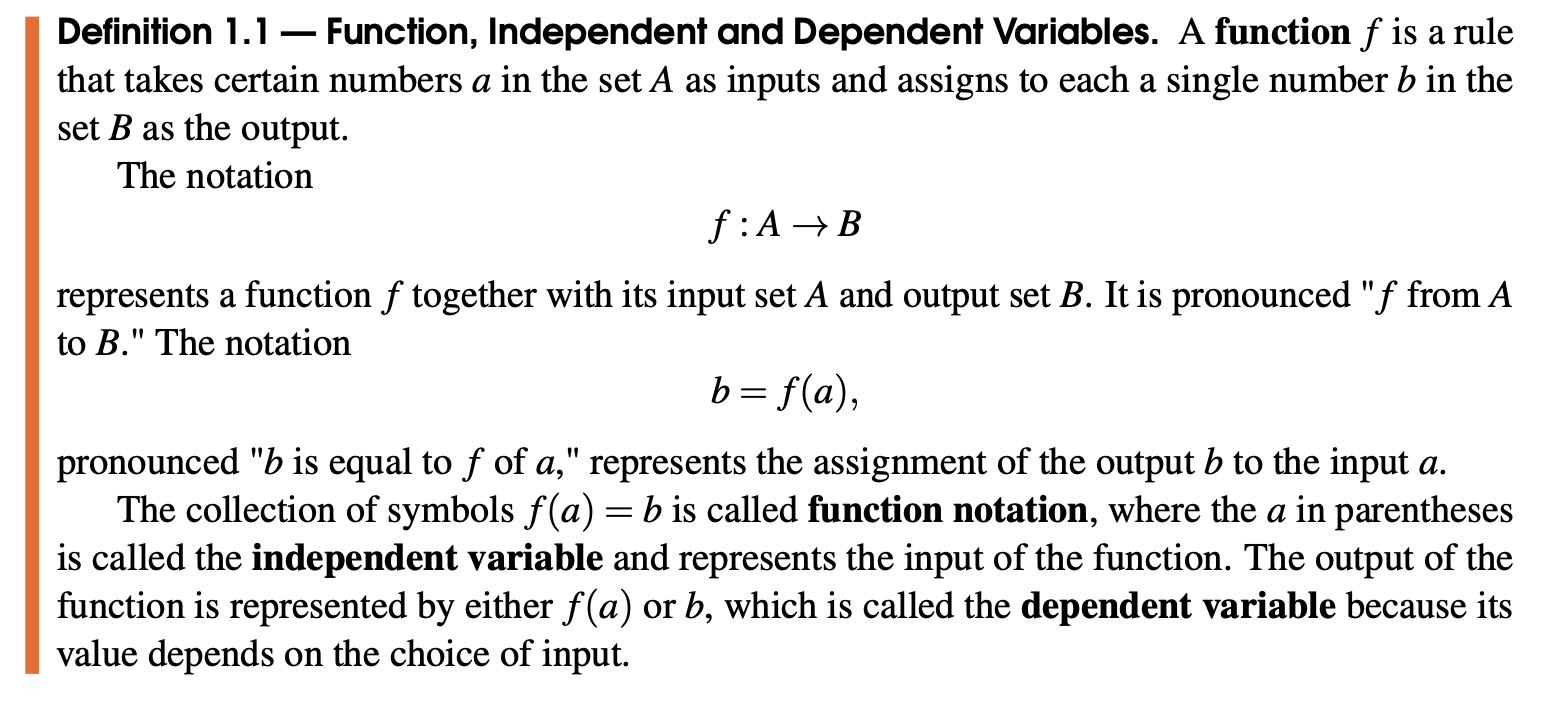 Definition 1.1 — Function, Independent and Dependent Variables. A function f is a rule
that takes certain numbers a in the set A as inputs and assigns to each a single number b in the
set B as the output.
The notation
f : A → B
represents a function f together with its input set A and output set B. It is pronounced "f from A
to B." The notation
b = f(a),
pronounced "b is equal to f of a," represents the assignment of the output b to the input a.
The collection of symbols f(a) = b is called function notation, where the a in parentheses
is called the independent variable and represents the input of the function. The output of the
function is represented by either f(a) or b, which is called the dependent variable because its
value depends on the choice of input.